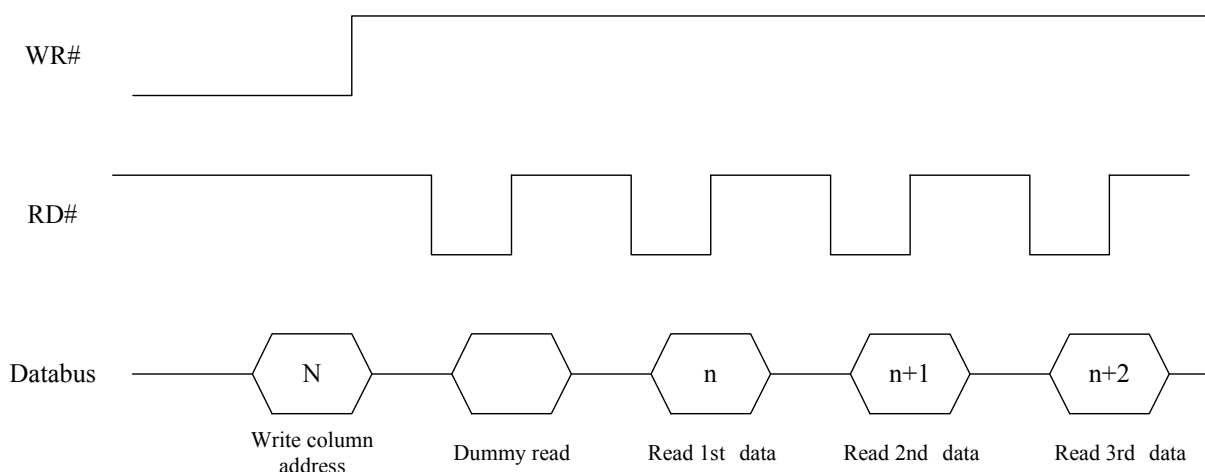 WR#
RD#
Databus
N
n
n+1
n+2
Write column
address
Dummy read
Read 1st data
Read 2nd data
Read 3rd data